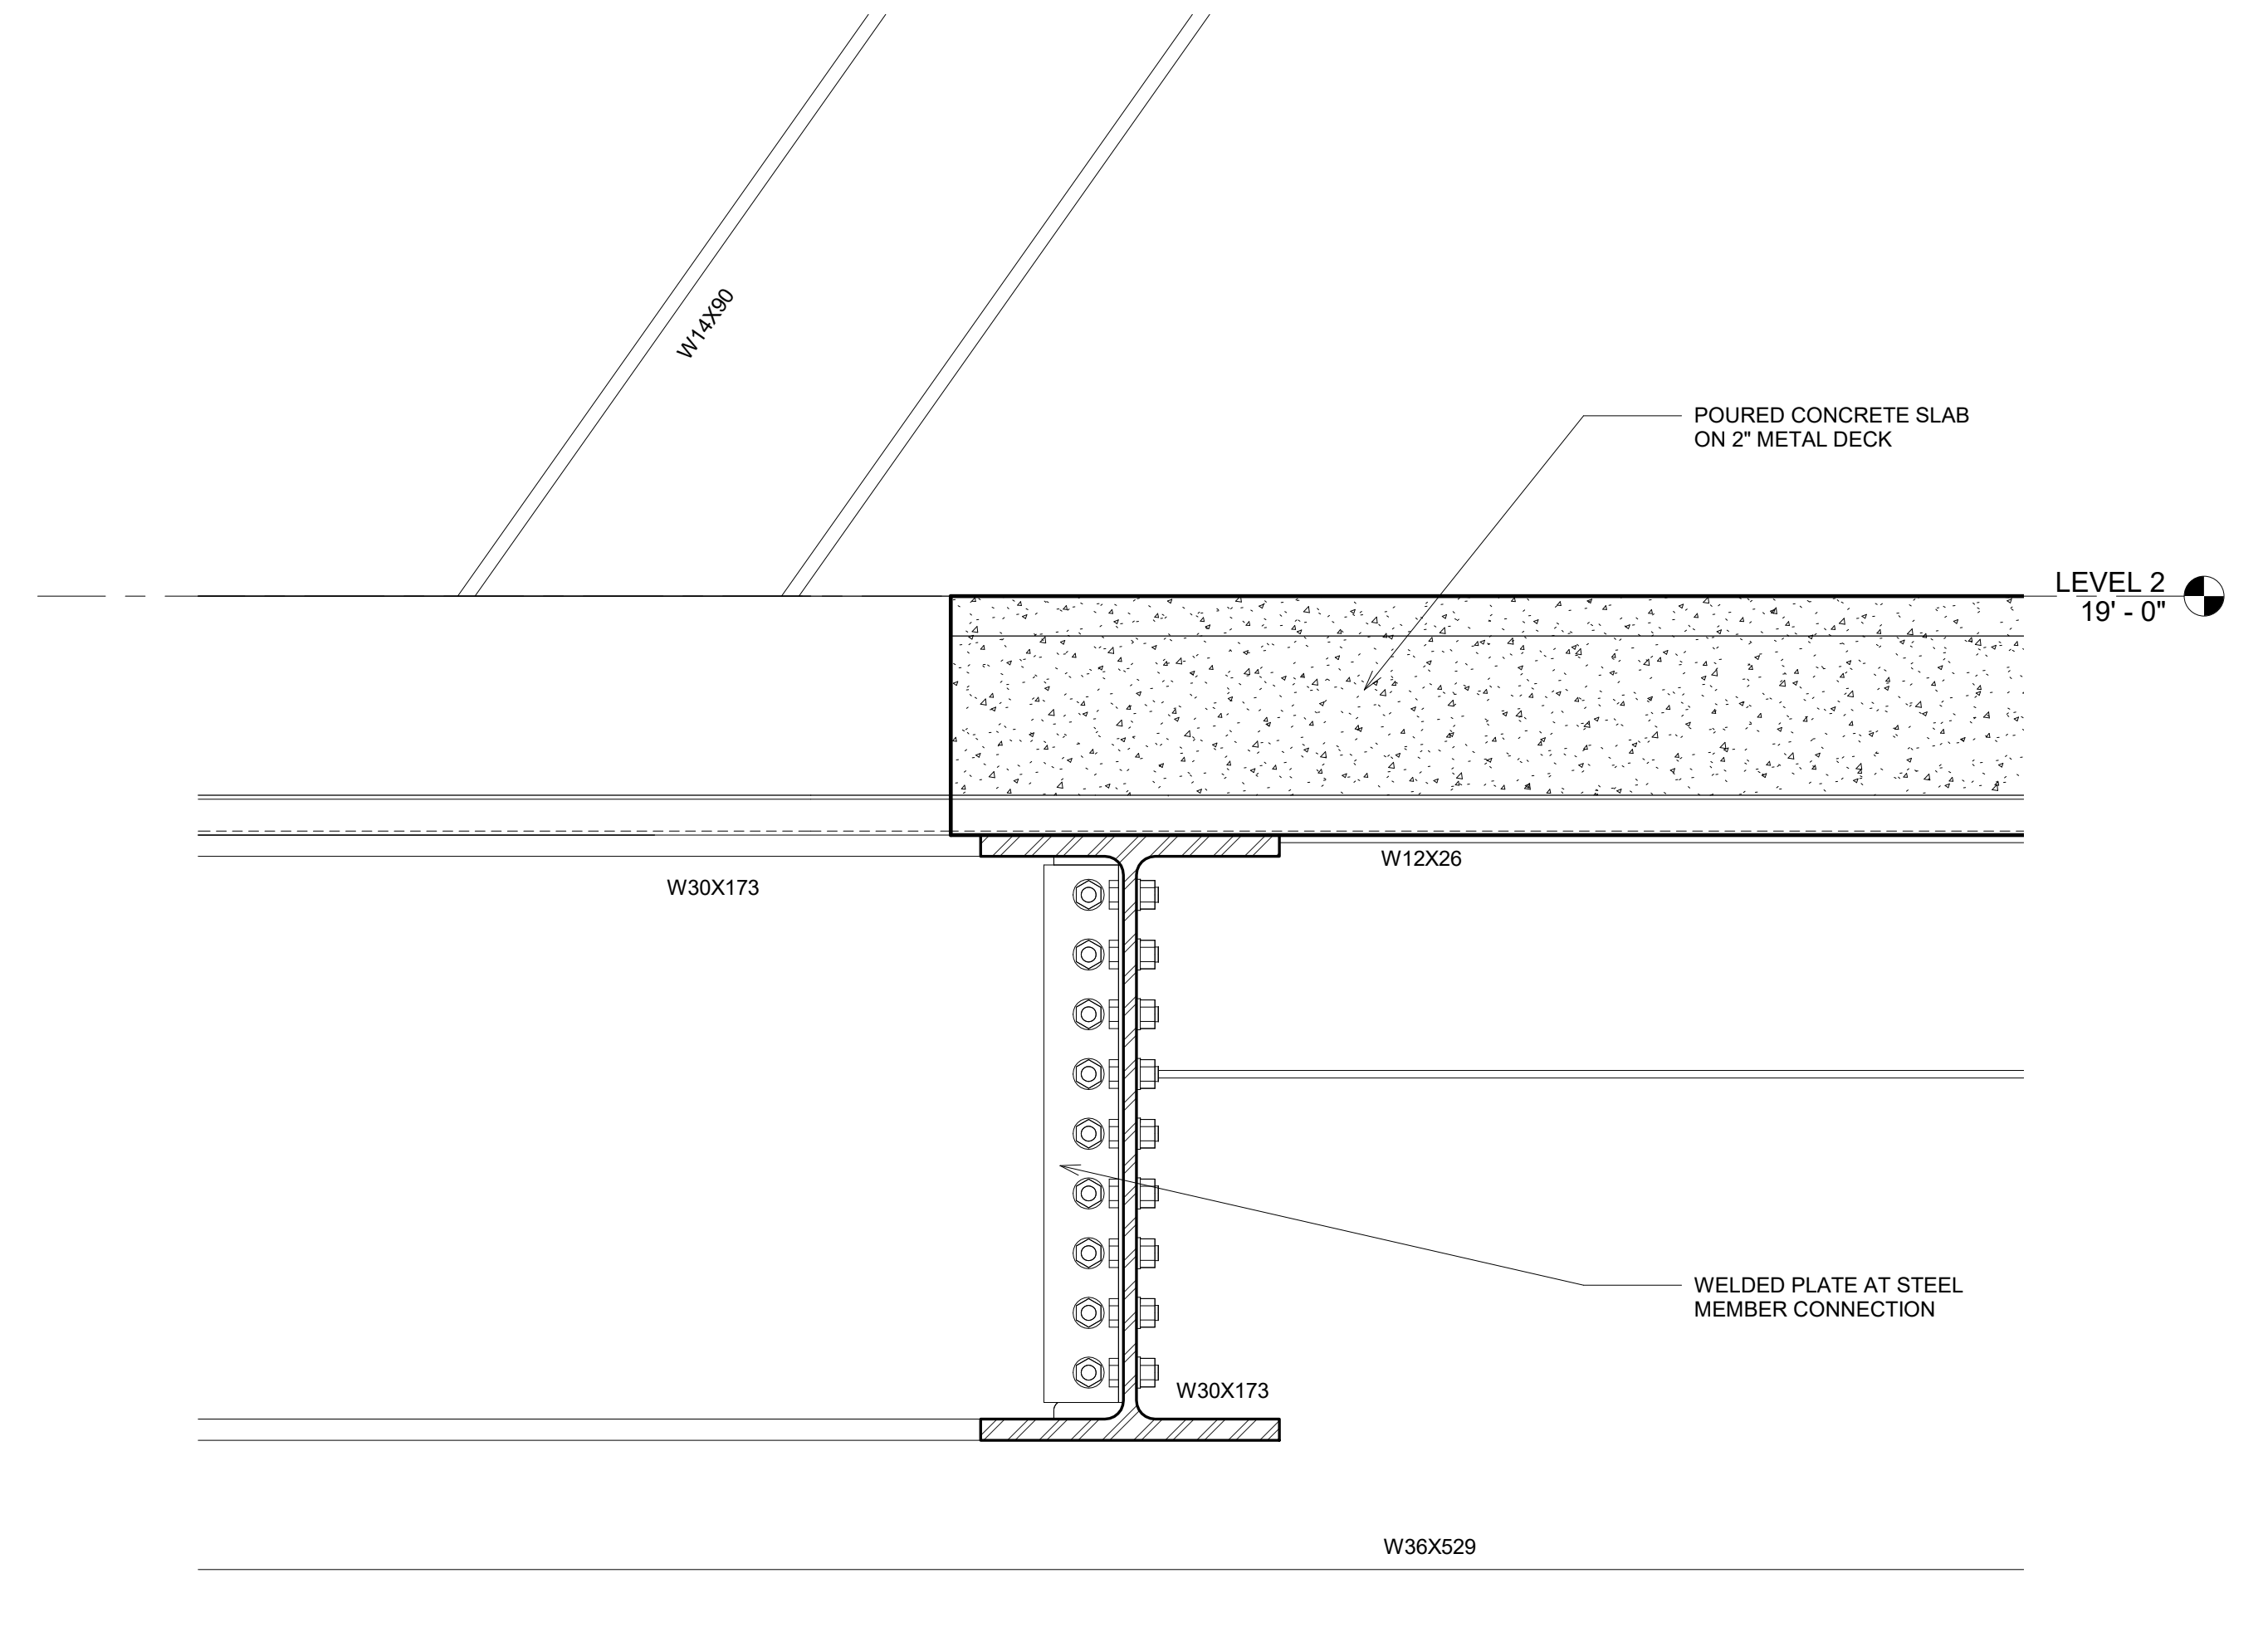 W14X90
POURED CONCRETE SLAB
ON 2" METAL DECK
LEVEL 2
19' - 0"
W12X26
W30X173
WELDED PLATE AT STEEL
MEMBER CONNECTION
W30X173
W36X529